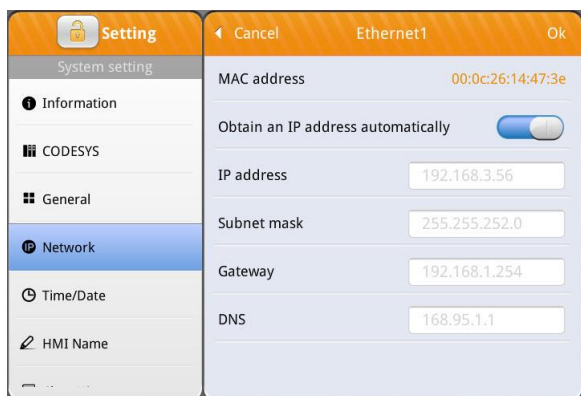 Setting
System setting
Information
CODESYS
General
IP Network
Time/Date
HMI Name
Cancel Ethernet1 Ok
MAC address 00:0c:26:14:47:3e
Obtain an IP address automatically
IP address 192.168.3.56
Subnet mask 255.255.252.0
Gateway 192.168.1.254
DNS 168.95.1.1